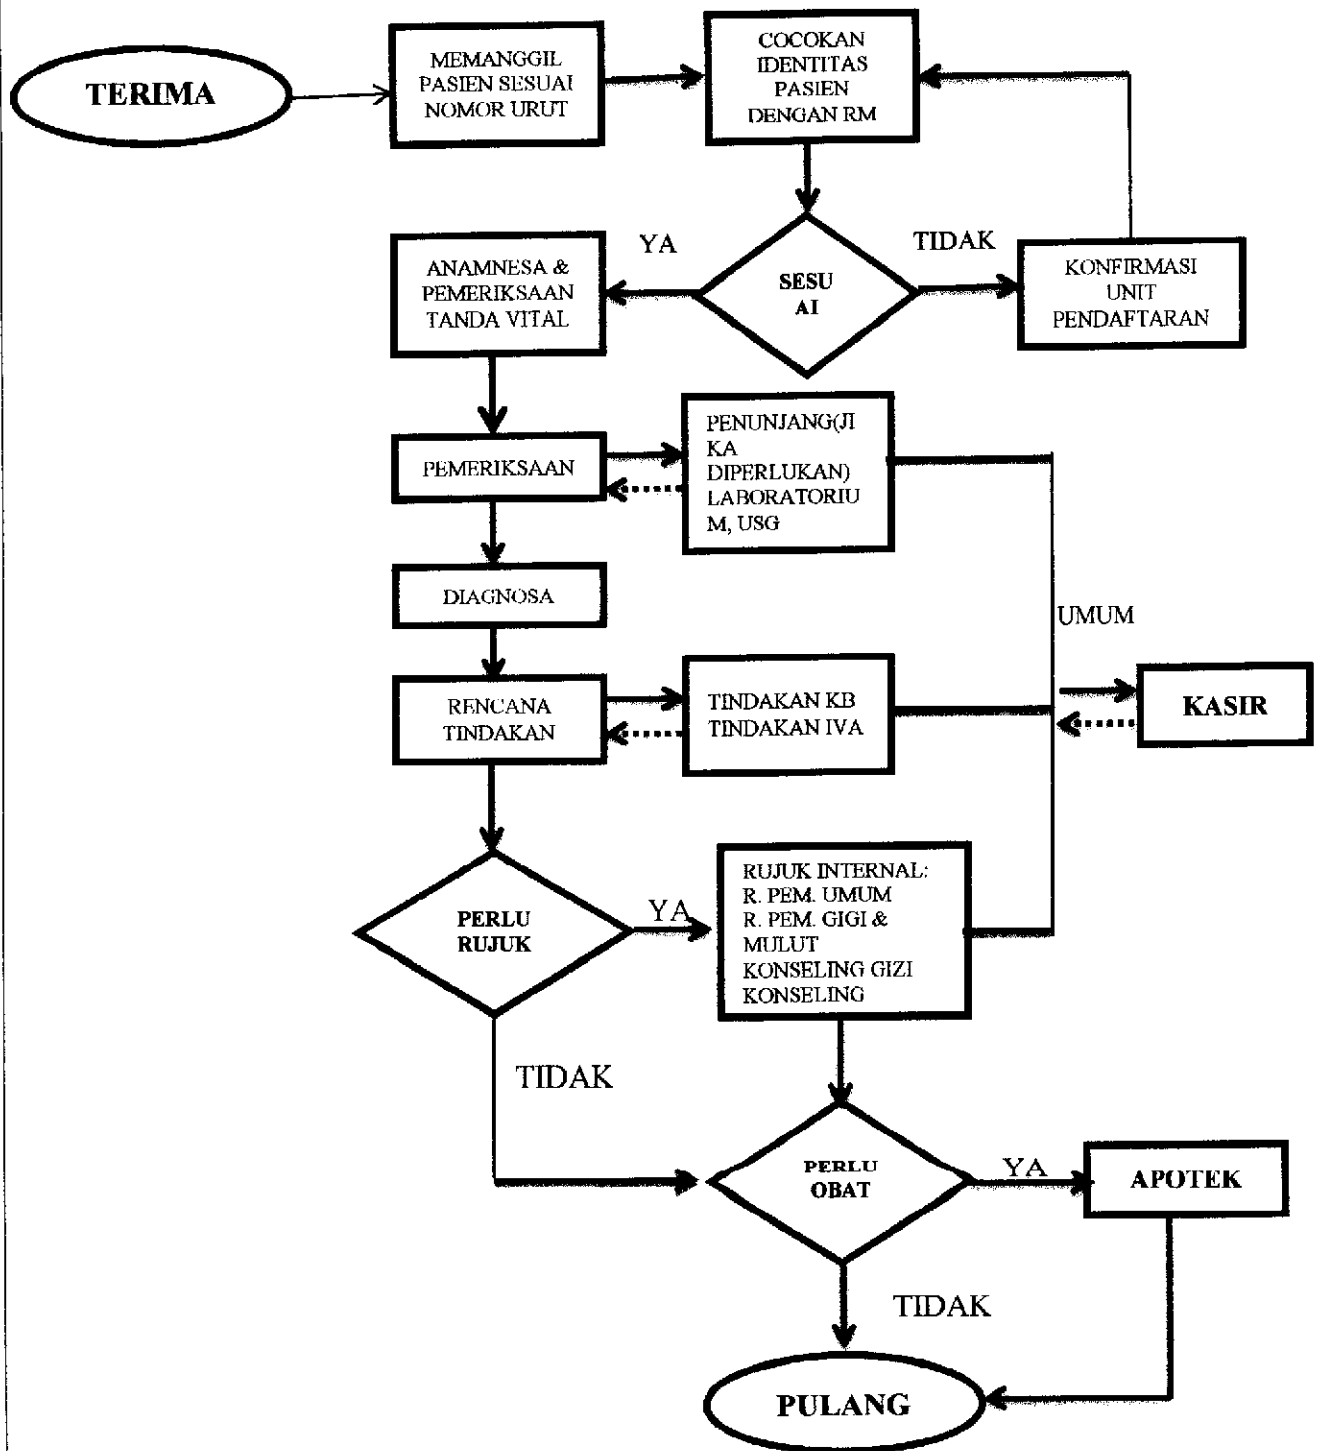 TERIMA
MEMANGGIL
PASIEN SESUAI
NOMOR URUT
COCOKAN
IDENTITAS
PASIEN
DENGAN RM
YA
TIDAK
ANAMNESA &
PEMERIKSAAN
TANDA VITAL
SESU
AI
KONFIRMASI
UNIT
PENDAFTARAN
PEMERIKSAAN
PENUNJANG(JI
KA
DIPERLUKAN)
LABORATORIU
M, USG
DIAGNOSA
UMUM
RENCANA
TINDAKAN
TINDAKAN KB
TINDAKAN IVA
KASIR
PERLU
RUJUK
YA
RUJUK INTERNAL:
R. PEM. UMUM
R. PEM. GIGI &
MULUT
KONSELING GIZI
KONSELING
TIDAK
PERLU
OBAT
YA
APOTEK
TIDAK
PULANG